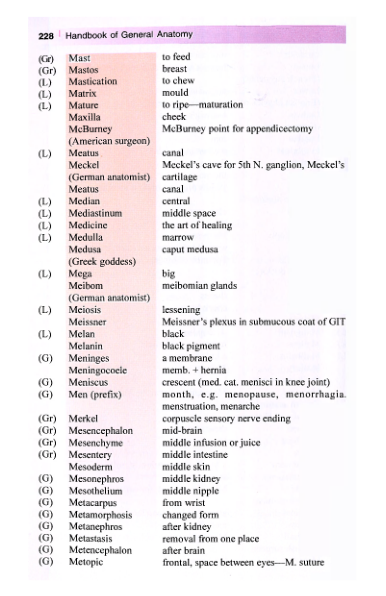 228 Handbook of General Anatomy
(Gr) Mast to feed
(Gr) Mastos breast
(L) Mastication to chew
(L) Matrix mould
(L) Mature to ripe—maturation
Maxilla cheek
McBurney McBurney point for appendicectomy
(American surgeon)
(L) Meatus canal
Meckel Meckel's cave for 5th N. ganglion, Meckel's
(German anatomist) cartilage
Meatus canal
(L) Median central
(L) Mediastinum middle space
(L) Medicine the art of healing
(L) Medulla marrow
Medusa caput medusa
(Greek goddess)
(L) Mega big
Meibom meibomian glands
(German anatomist)
(L) Meiosis lessening
Meissner Meissner's plexus in submucous coat of GIT
(L) Melan black
Melanin black pigment
(G) Meninges a membrane
Meningocoele memb. + hernia
(G) Meniscus crescent (med. cat. menisci in knee joint)
(G) Men (prefix) month, e.g. menopause, menorrhagia.
menstruation, menarche
(Gr) Merkel corpuscle sensory nerve ending
(Gr) Mesencephalon mid-brain
(Gr) Mesenchyme middle infusion or juice
(Gr) Mesentery middle intestine
Mesoderm middle skin
(G) Mesonephros middle kidney
(G) Mesothelium middle nipple
(G) Metacarpus from wrist
(G) Metamorphosis changed form
(G) Metanephros after kidney
(G) Metastasis removal from one place
(G) Metencephalon after brain
(G) Metopic frontal, space between eyes—M. suture